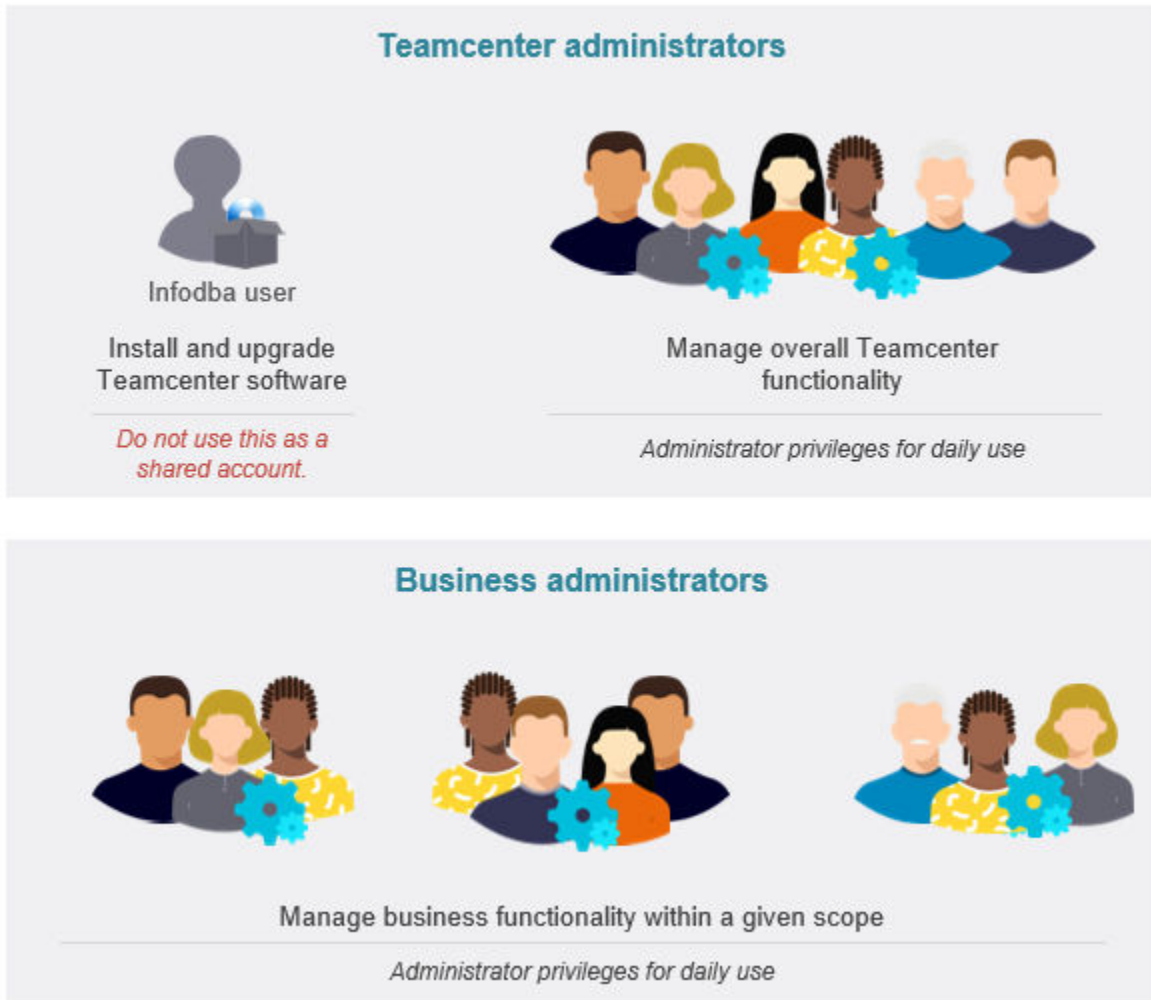 Teamcenter administrators
Infodba user
Install and upgrade
Teamcenter software
Do not use this as a
shared account.
Manage overall Teamcenter
functionality
Administrator privileges for daily use
Business administrators
Manage business functionality within a given scope
Administrator privileges for daily use